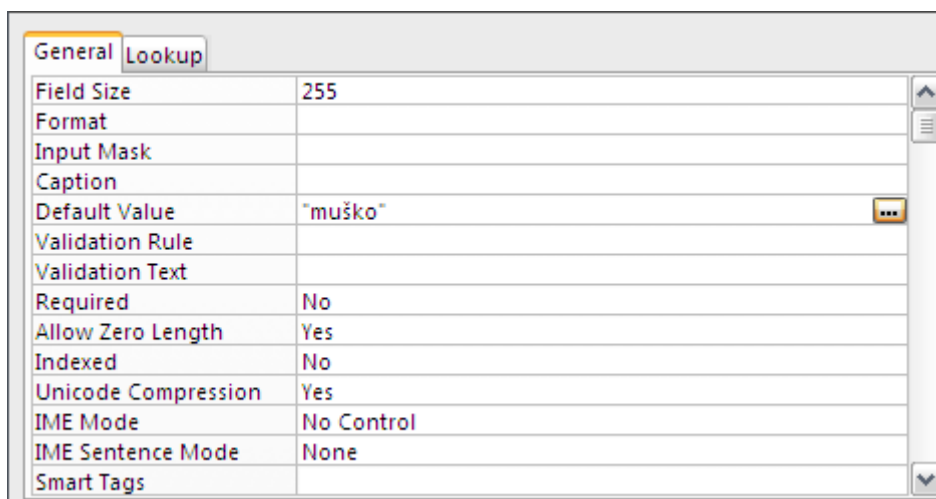 General Lookup
Field Size 255
Format
Input Mask
Caption
Default Value "muško" ...
Validation Rule
Validation Text
Required No
Allow Zero Length Yes
Indexed No
Unicode Compression Yes
IME Mode No Control
IME Sentence Mode None
Smart Tags